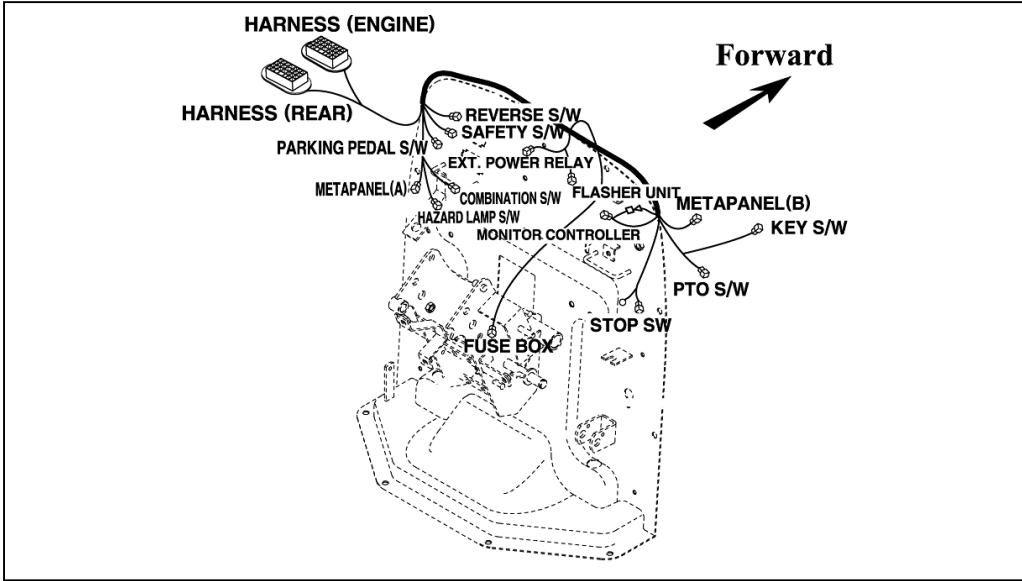 HARNESS (ENGINE)
Forward
HARNESS (REAR)
REVERSE S/W
SAFETY S/W
PARKING PEDAL S/W
EXT. POWER RELAY
METAPANEL(A)
COMBINATION S/W
FLASHER UNIT
METAPANEL(B)
HAZARD LAMP S/W
MONITOR CONTROLLER
KEY S/W
PTO S/W
STOP SW
FUSE BOX